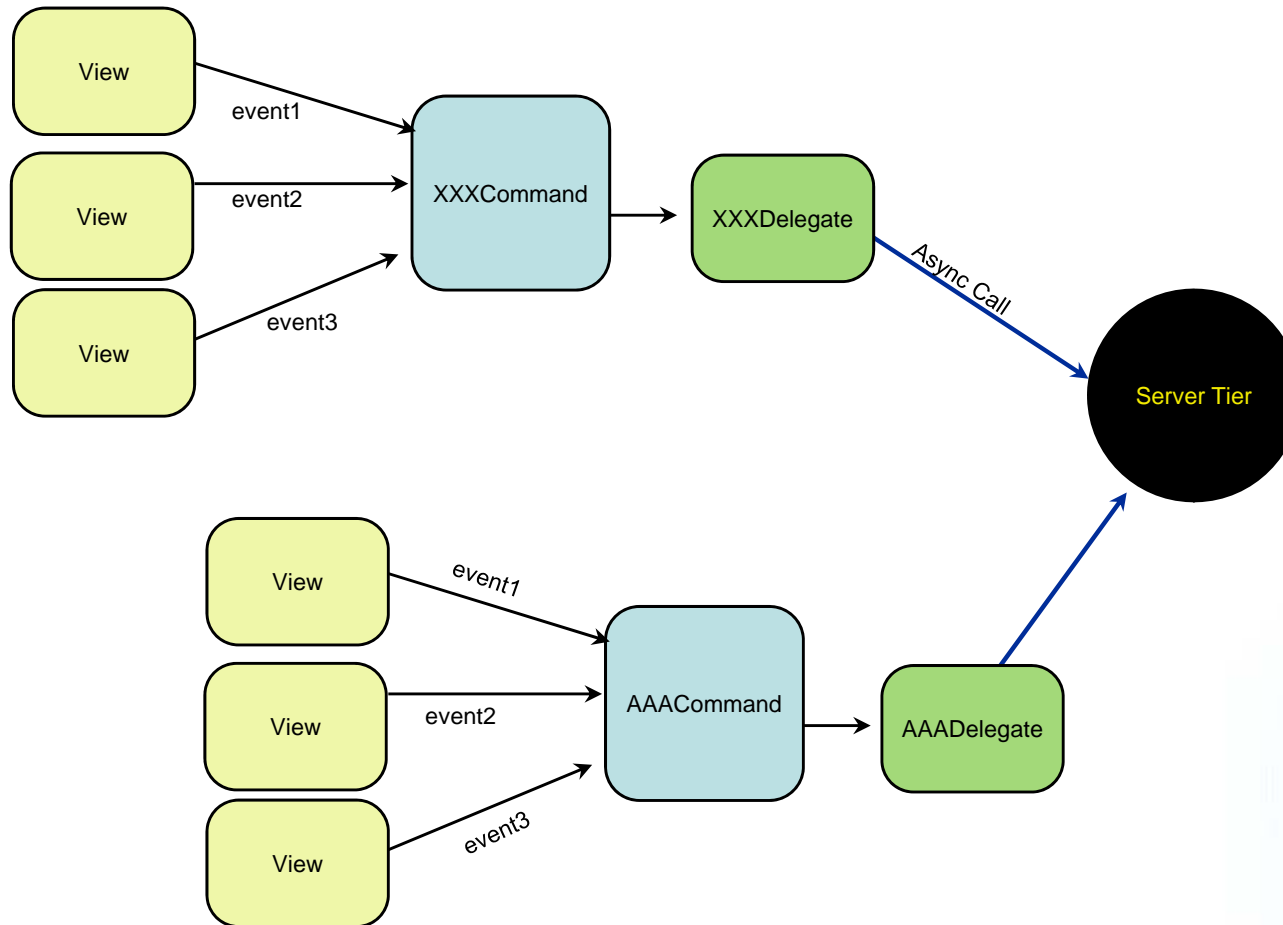 View
event1
View
event2
View
event3
XXXCommand
XXXDelegate
Async Call
Server Tier
View
event1
View
event2
View
event3
AAACommand
AAADelegate